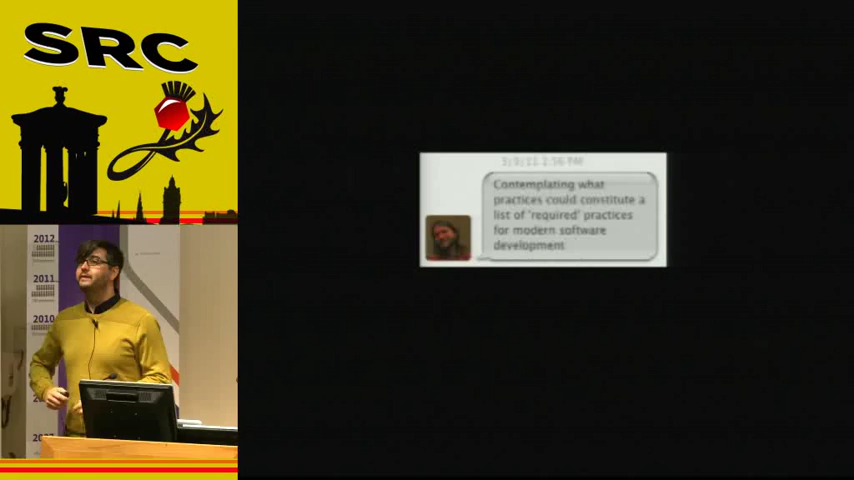 SRC
2012
2011
2010
Contemplating what
practices could constitute a
list of 'required' practices
for modern software
development